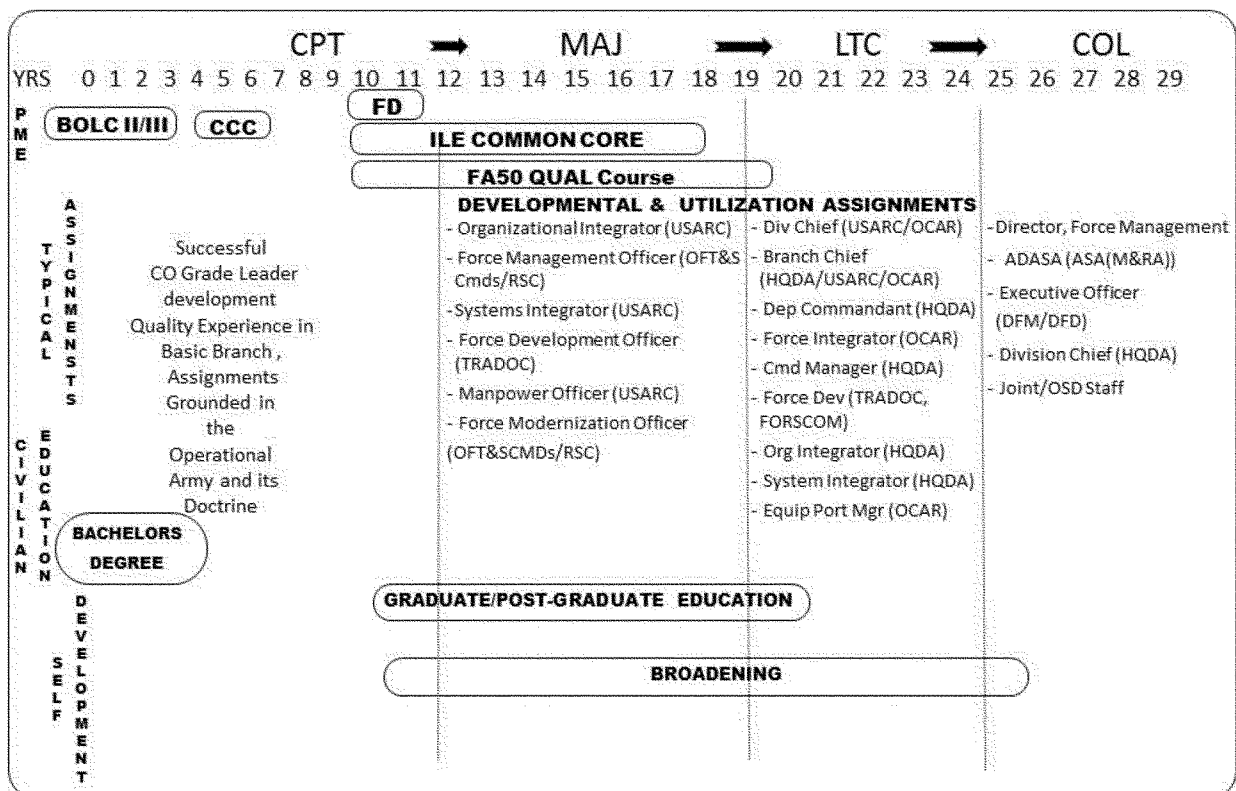 CPT MAJ LTC COL
YRS 0 1 2 3 4 5 6 7 8 9 10 11 12 13 14 15 16 17 18 19 20 21 22 23 24 25 26 27 28 29
PME
BOLC II/III
CCC
FD
ILE COMMON CORE
FA50 QUAL Course
TYPICAL
ASSIGNMENSTS
Successful
CO Grade Leader
development
Quality Experience in
Basic Branch ,
Assignments
Grounded in
the
Operational
Army and its
Doctrine
DEVELOPMENTAL & UTILIZATION ASSIGNMENTS
- Organizational Integrator (USARC)
- Force Management Officer (OFT&S
Cmds/RSC)
-Systems Integrator (USARC)
- Force Development Officer
(TRADOC)
- Manpower Officer (USARC)
- Force Modernization Officer
(OFT&SCMDs/RSC)
- Div Chief (USARC/OCAR)
- Branch Chief
(HQDA/USARC/OCAR)
- Dep Commandant (HQDA)
- Force Integrator (OCAR)
- Cmd Manager (HQDA)
- Force Dev (TRADOC,
FORSCOM)
- Org Integrator (HQDA)
- System Integrator (HQDA)
- Equip Port Mgr (OCAR)
-Director, Force Management
- ADASA (ASA(M&RA))
- Executive Officer
(DFM/DFD)
- Division Chief (HQDA)
- Joint/OSD Staff
CIVILIAN
EDUCATION
BACHELORS
DEGREE
GRADUATE/POST-GRADUATE EDUCATION
SELF
DEVELOPMENT
BROADENING